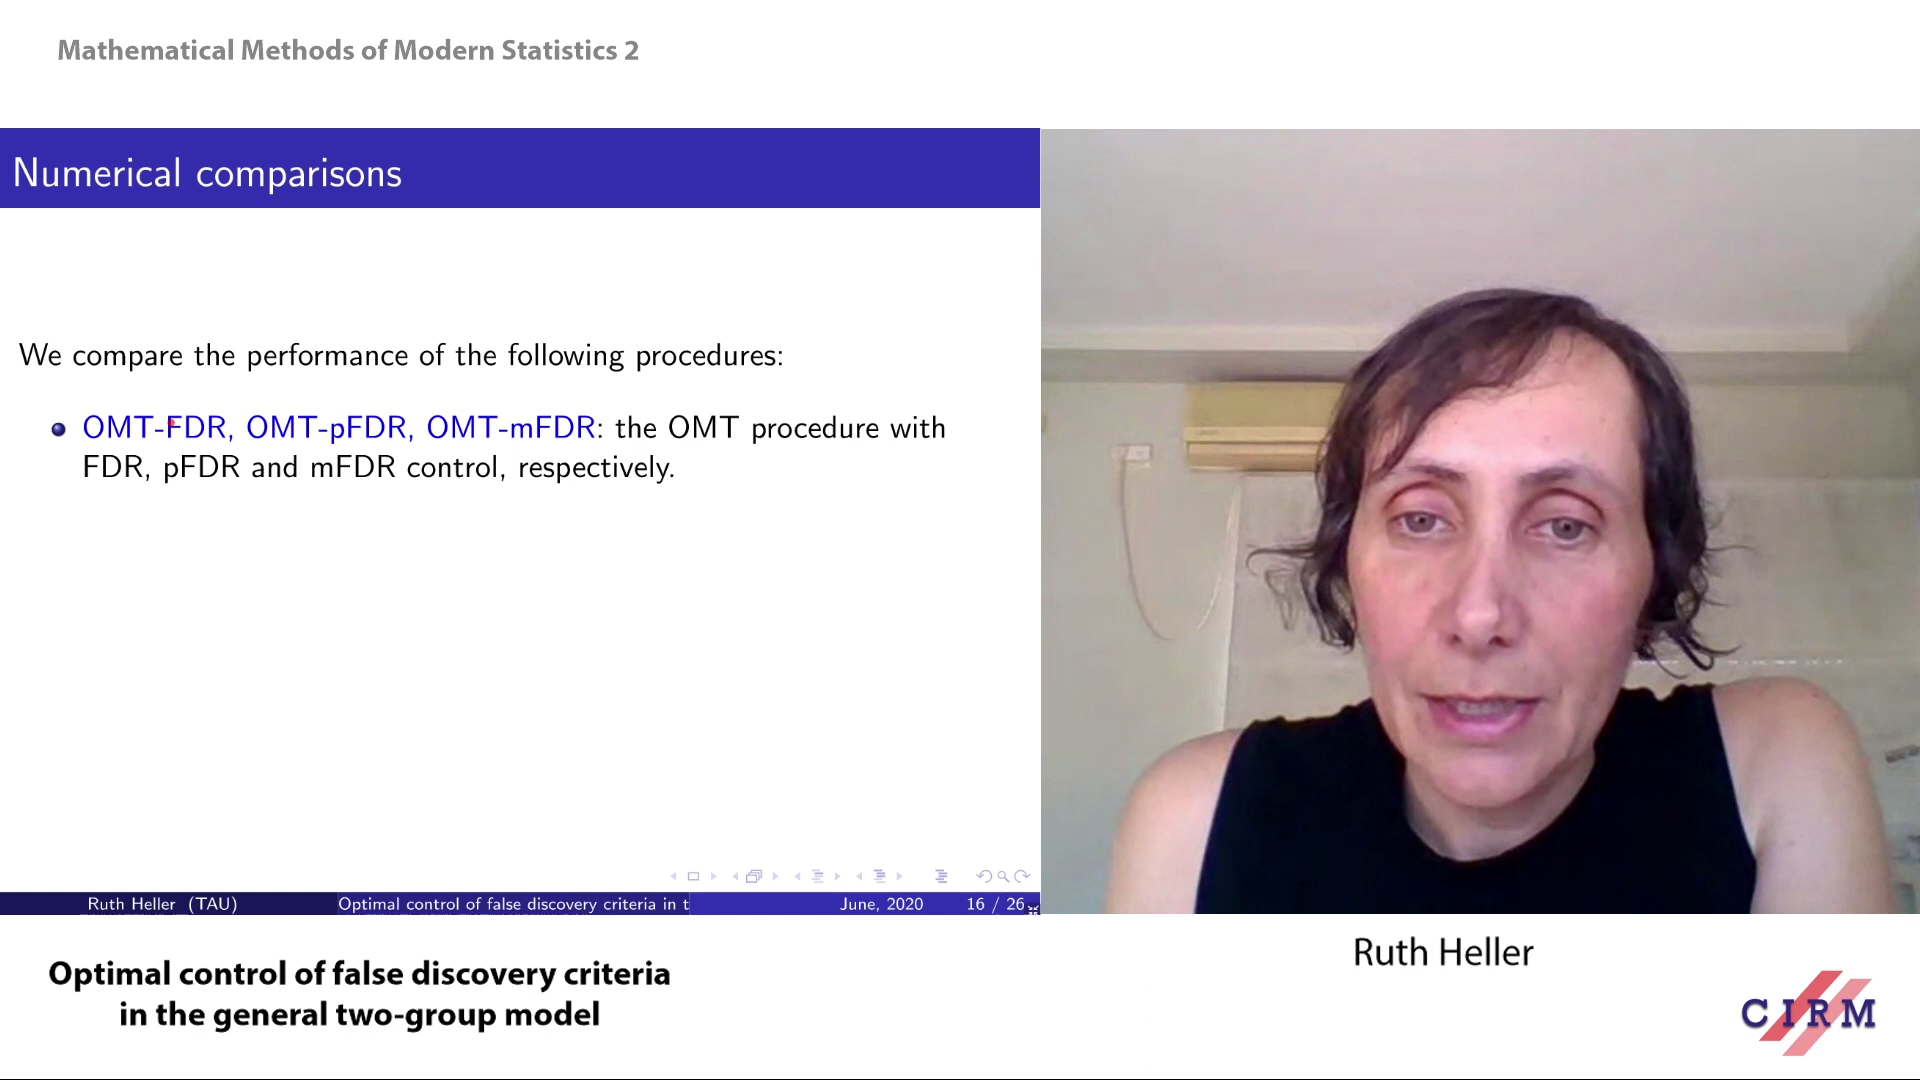 Mathematical Methods of Modern Statistics 2
Numerical comparisons
We compare the performance of the following procedures:
OMT-FDR, OMT-pFDR, OMT-mFDR: the OMT procedure with
FDR, pFDR and mFDR control, respectively.
Ruth Heller (TAU) Optimal control of false discovery criteria in t June, 2020 16 / 26
Optimal control of false discovery criteria
in the general two-group model
Ruth Heller
CIRM